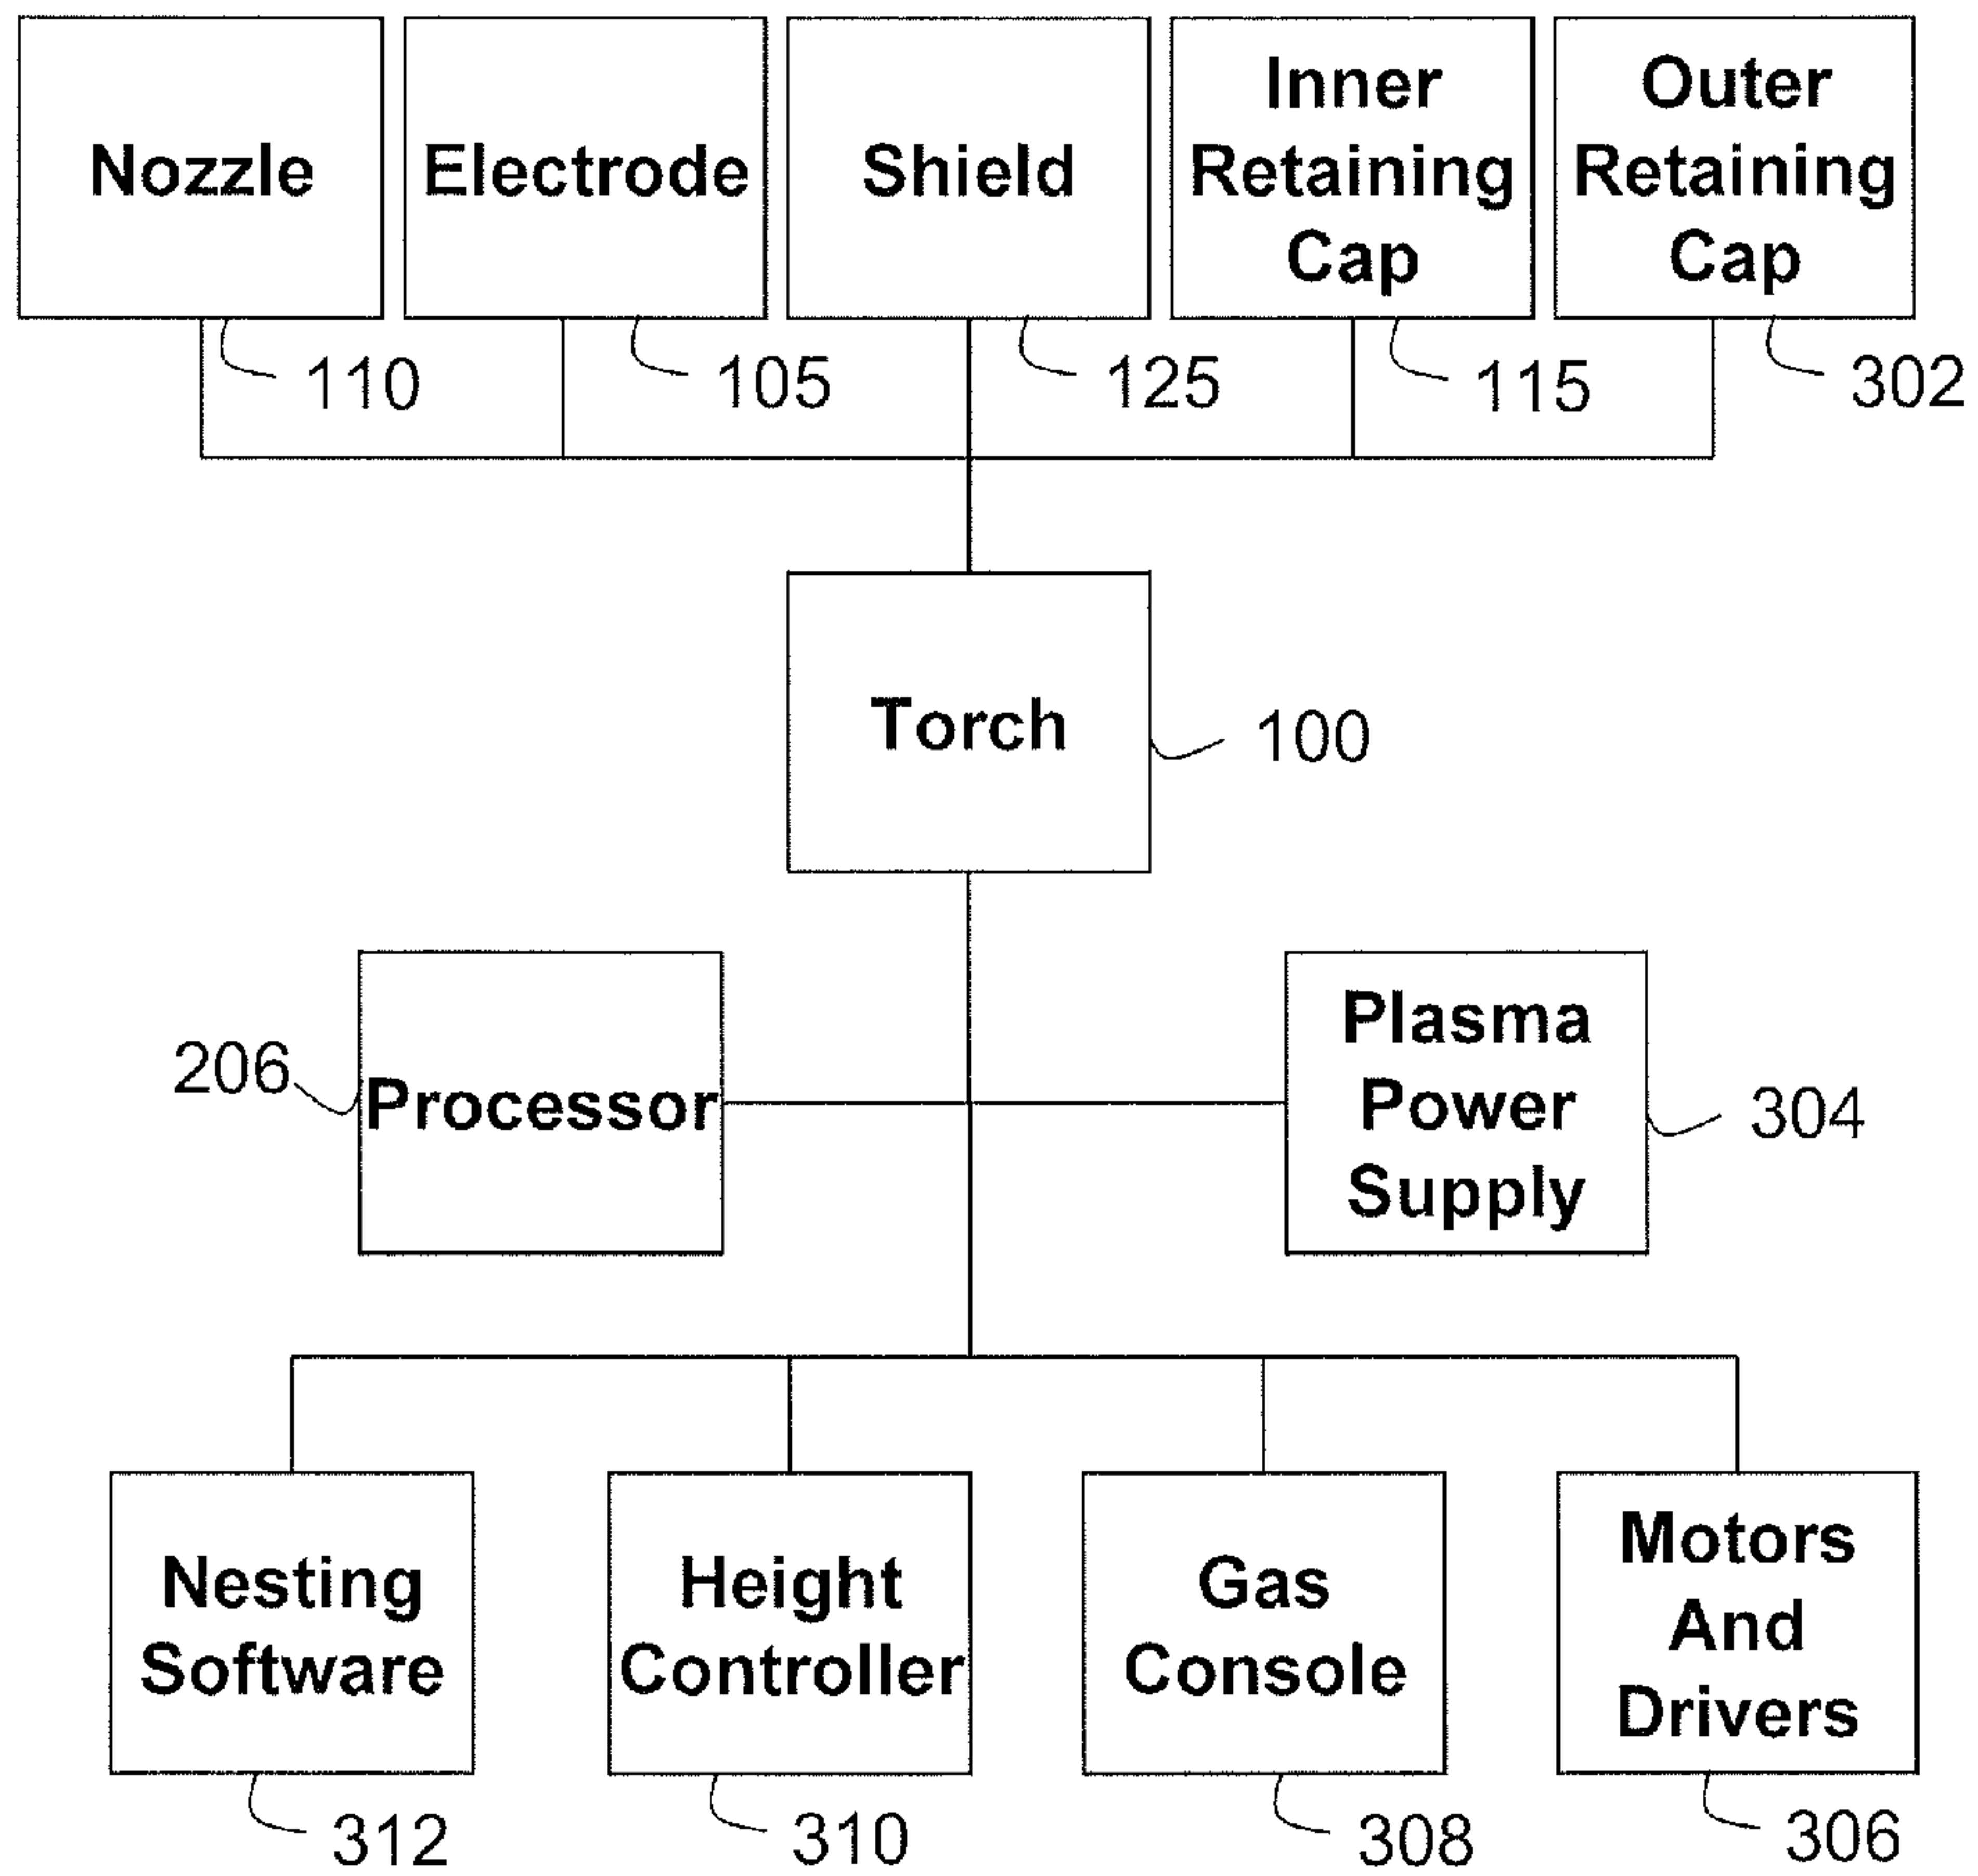 Nozzle
Electrode
Shield
Inner
Retaining
Cap
Outer
Retaining
Cap
110
105
125
115
302
Torch
100
206
Processor
Plasma
Power
Supply
304
Nesting
Software
Height
Controller
Gas
Console
Motors
And
Drivers
312
310
308
306